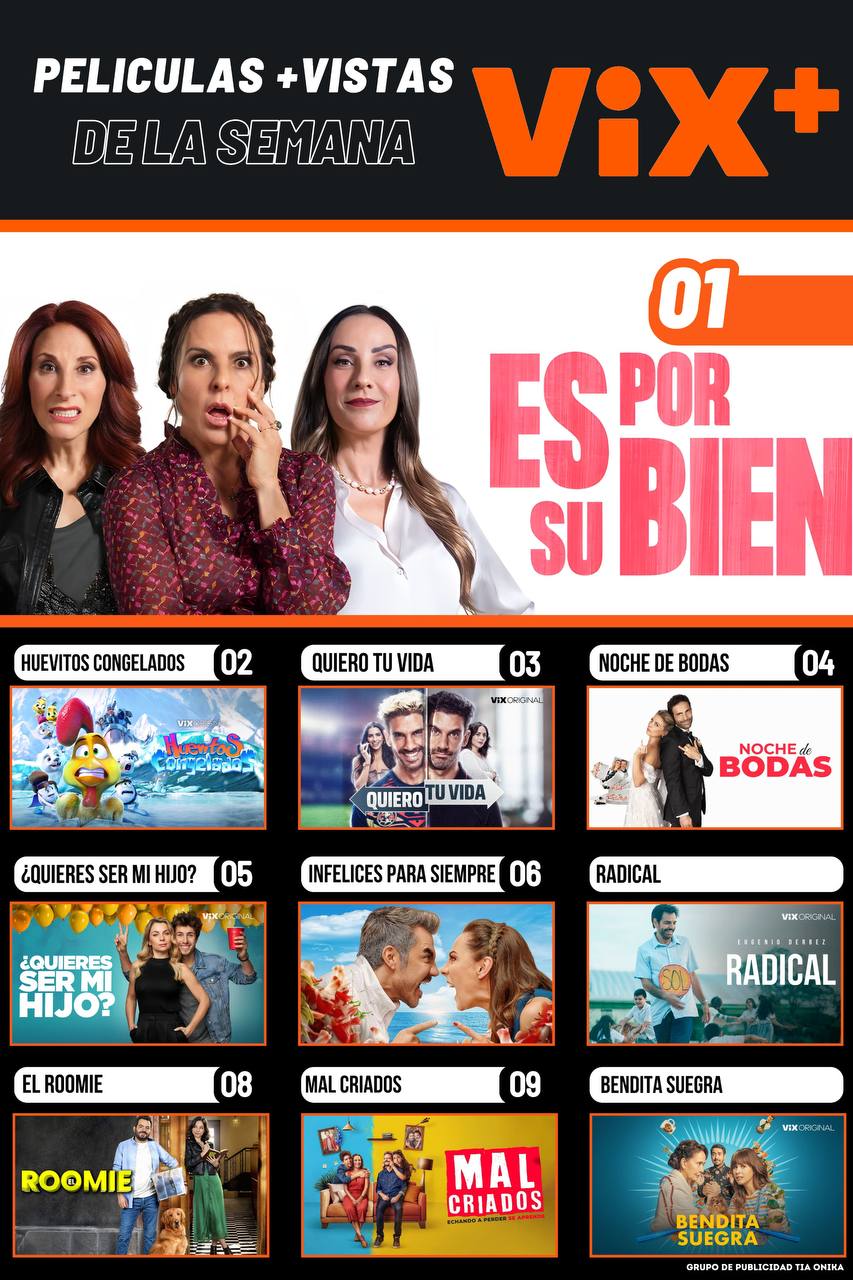 PELICULAS +VISTAS
DE LA SEMANA
ViX+
01
ES POR
SU BIEN
HUEVITOS CONGELADOS 02
QUIERO TU VIDA 03
NOCHE DE BODAS 04
ViX
Huevitos
Congelados
ViX ORIGINAL
QUIERO TU VIDA
NOCHE de
BODAS
¿QUIERES SER MI HIJO? 05
INFELICES PARA SIEMPRE 06
RADICAL
ViX ORIGINAL
¿QUIERES
SER MI
HIJO?
ViX ORIGINAL
EUGENIO DERBEZ
RADICAL
SOL
EL ROOMIE 08
MAL CRIADOS 09
BENDITA SUEGRA
EL
ROOMIE
MAL
CRIADOS
ECHANDO A PERDER SE APRENDE
ViX ORIGINAL
BENDITA
SUEGRA
GRUPO DE PUBLICIDAD TIA ONIKA